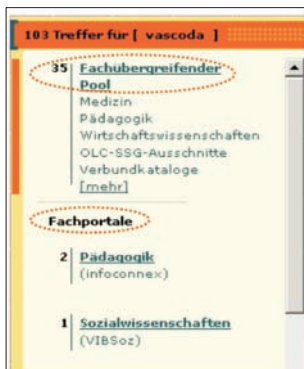 103 Treffer für [ vascoda ]
35 Fachübergreifender
Pool
Medizin
Pädagogik
Wirtschaftswissenschaften
OLC-SSG-Ausschnitte
Verbundkataloge
[mehr]
Fachportale
2 Pädagogik
(infoconnex)
1 Sozialwissenschaften
(VIBSoz)